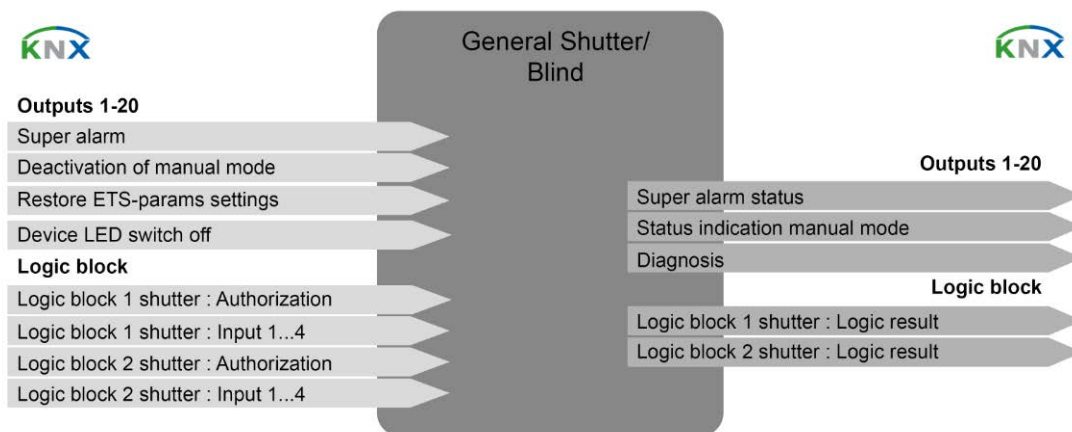 KNX
General Shutter/
Blind
KNX
Outputs 1-20
Super alarm
Deactivation of manual mode
Restore ETS-params settings
Device LED switch off
Logic block
Logic block 1 shutter : Authorization
Logic block 1 shutter : Input 1...4
Logic block 2 shutter : Authorization
Logic block 2 shutter : Input 1...4
Outputs 1-20
Super alarm status
Status indication manual mode
Diagnosis
Logic block
Logic block 1 shutter : Logic result
Logic block 2 shutter : Logic result